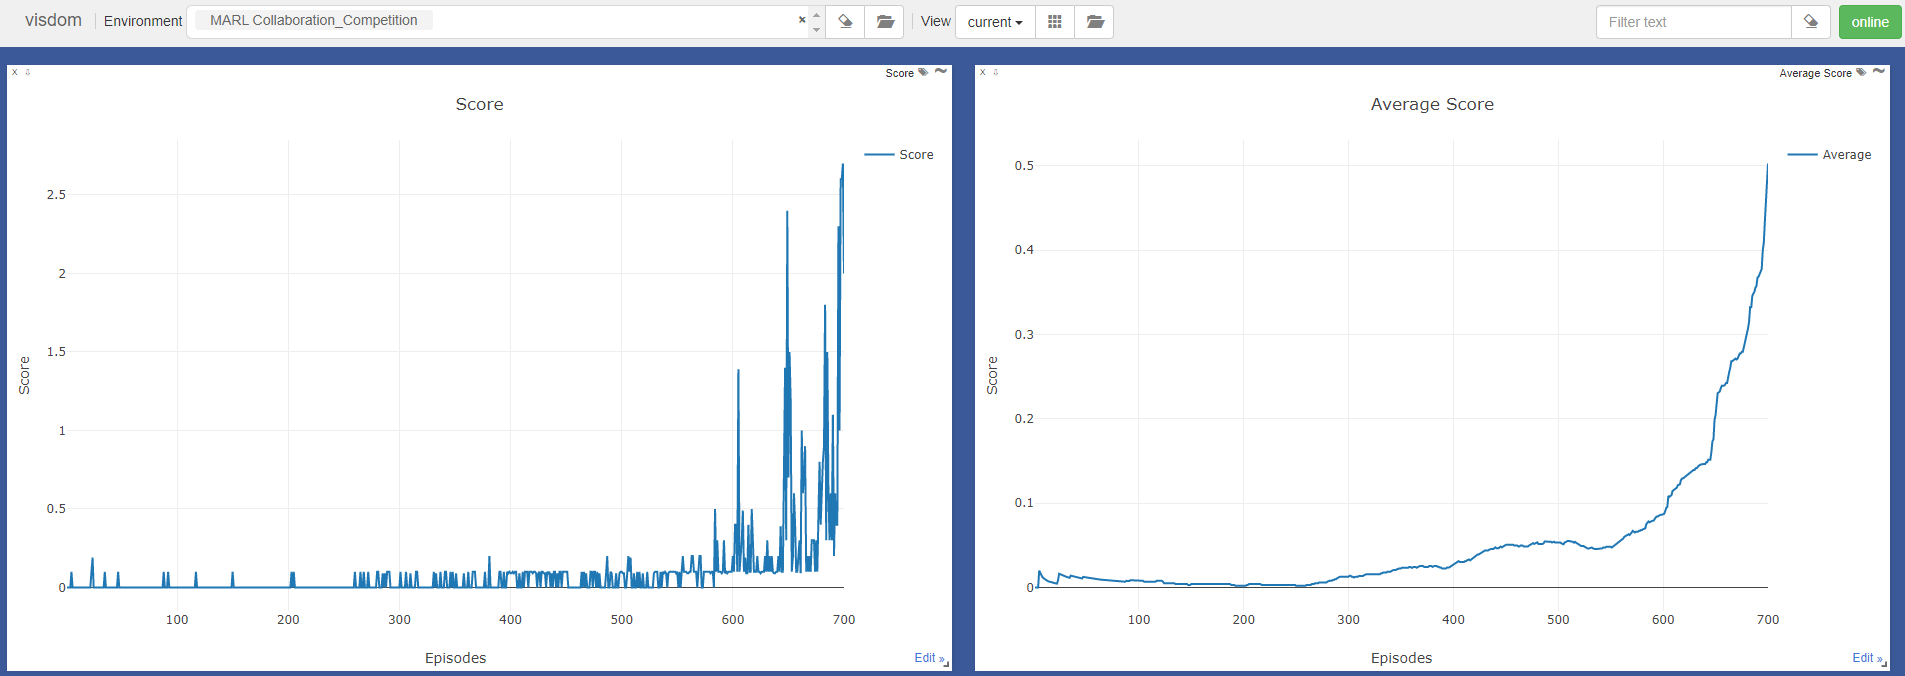 visdom Environment MARL Collaboration_Competition × View current Filter text online
X Score
Score
Score
2.5
2
1.5
1
0.5
0
Score
100 200 300 400 500 600 700
Episodes
Edit »
X Average Score
Average Score
Average
0.5
0.4
0.3
0.2
0.1
0
Score
100 200 300 400 500 600 700
Episodes
Edit »